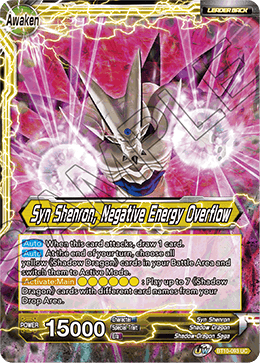 LEADER BACK
Awaken
Syn Shenron, Negative Energy Overflow
Auto When this card attacks, draw 1 card.
Auto At the end of your turn, choose all
yellow 《Shadow Dragon》 cards in your Battle Area and
switch them to Active Mode.
Activate: Main : Play up to 7 《Shadow
Dragon》 cards with different card names from your
Drop Area.
POWER
15000
Character
Syn Shenron
Special Trait
Shadow Dragon
Era
Shadow Dragon Saga
BT10-093 UC